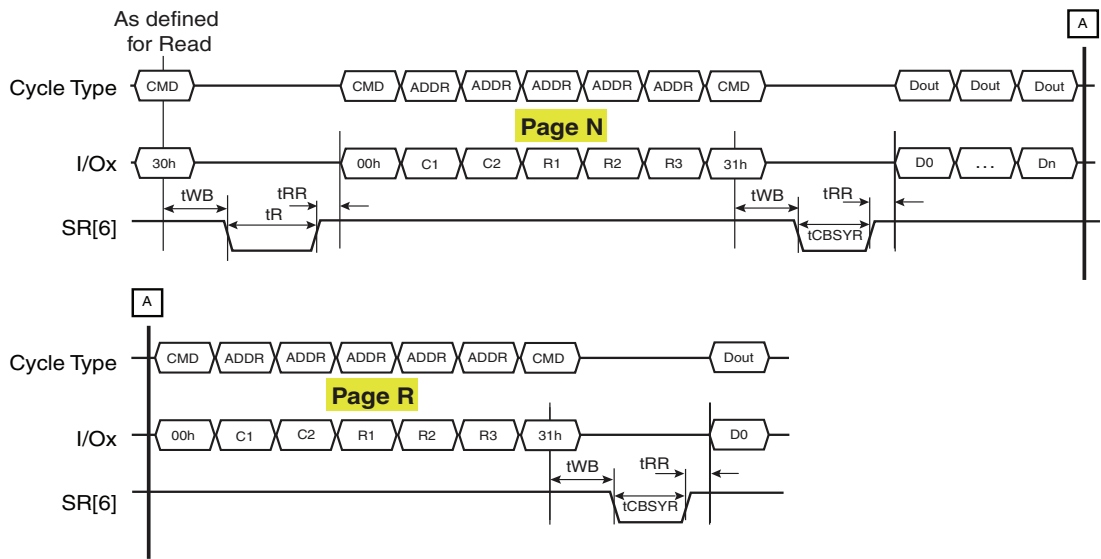 As defined
for Read
A
Cycle Type
CMD CMD ADDR ADDR ADDR ADDR ADDR CMD Dout Dout Dout
Page N
I/Ox
30h 00h C1 C2 R1 R2 R3 31h D0 ... Dn
tWB tR tRR tWB tRR
tCBSYR
SR[6]
A
Cycle Type
CMD ADDR ADDR ADDR ADDR ADDR CMD Dout
Page R
I/Ox
00h C1 C2 R1 R2 R3 31h D0
tWB tRR
tCBSYR
SR[6]